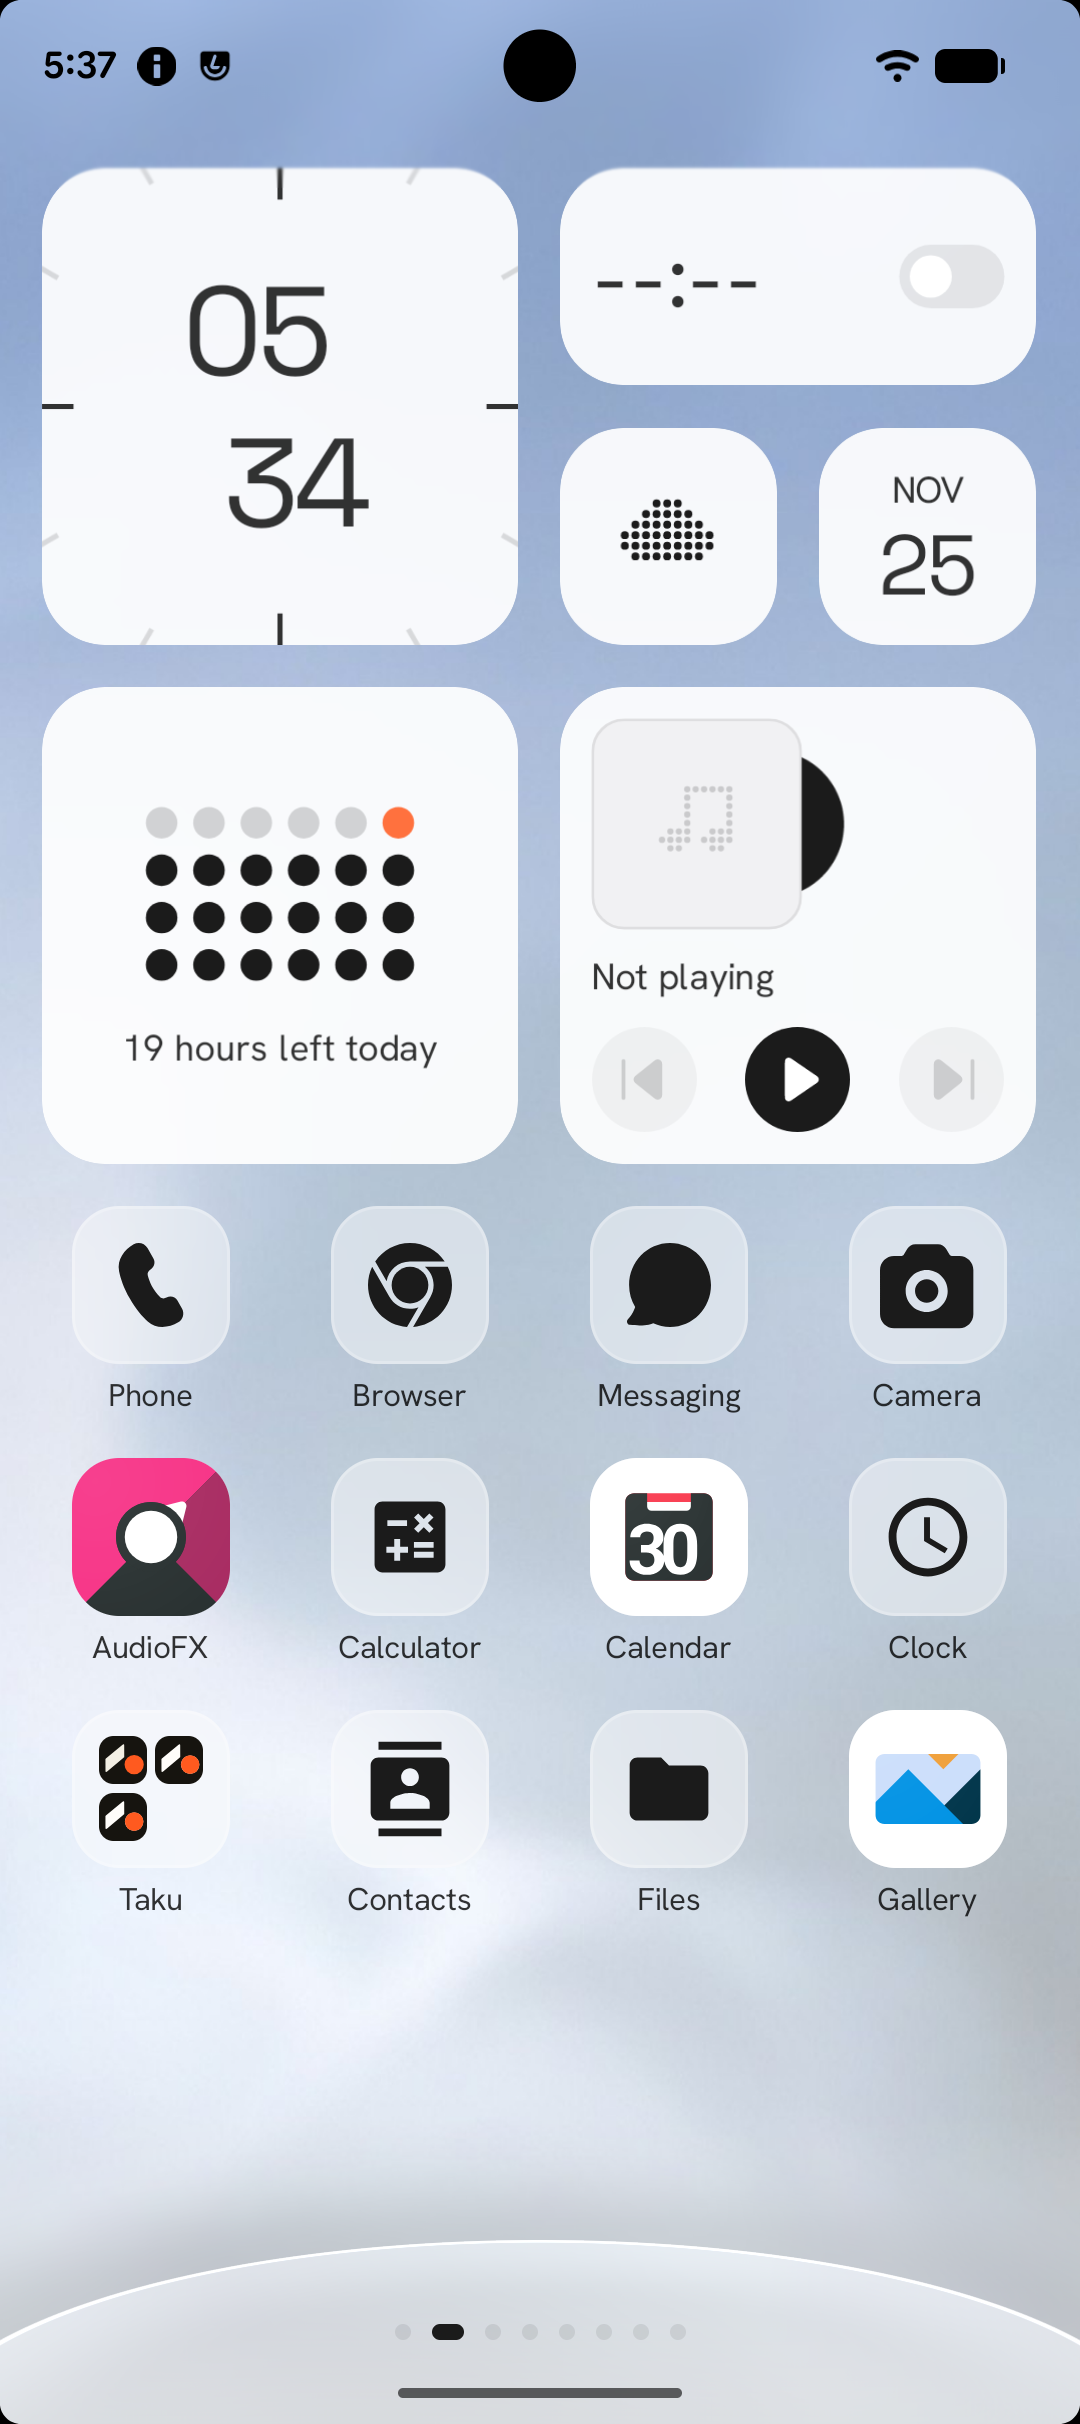 5:37
05
34
--:--
NOV
25
19 hours left today
Not playing
Phone
Browser
Messaging
Camera
30
AudioFX
Calculator
Calendar
Clock
Taku
Contacts
Files
Gallery